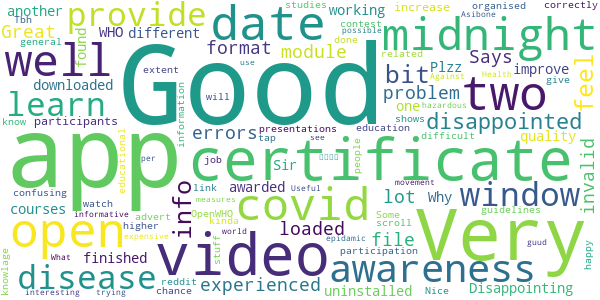 Tbh another provide Great WHO different date studies contest format working increase organised midnight Asibone correctly
general found done possible
well Good module bit Says Plzz improve feel
downloaded related extent
learn know participants errors information use will problem one Against Health give two
hazardous shows disappointed
app presentations see education difficult quality
per educational job tap Sir people certificate invalid
confusing courses info link awarded covid lot Why window
watch advert OpenWHO movement guidelines
open higher kinda Some scroll Very happy
informative video stuff loaded participation file measures Useful
disease finished reddit world experienced awareness
knowlage What expensive chance epidamic uninstalled Nice guud Disappointing
interesting trying